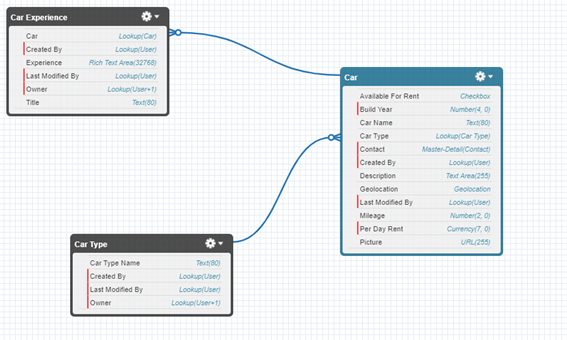 Car Experience
Car Lookup(Car)
Created By Lookup(User)
Experience Rich Text Area(32768)
Last Modified By Lookup(User)
Owner Lookup(User+1)
Title Text(80)
Car
Available For Rent Checkbox
Build Year Number(4, 0)
Car Name Text(80)
Car Type Lookup(Car Type)
Contact Master-Detail(Contact)
Created By Lookup(User)
Description Text Area(255)
Geolocation Geolocation
Last Modified By Lookup(User)
Mileage Number(2, 0)
Per Day Rent Currency(7, 0)
Picture URL(255)
Car Type
Car Type Name Text(80)
Created By Lookup(User)
Last Modified By Lookup(User)
Owner Lookup(User+1)